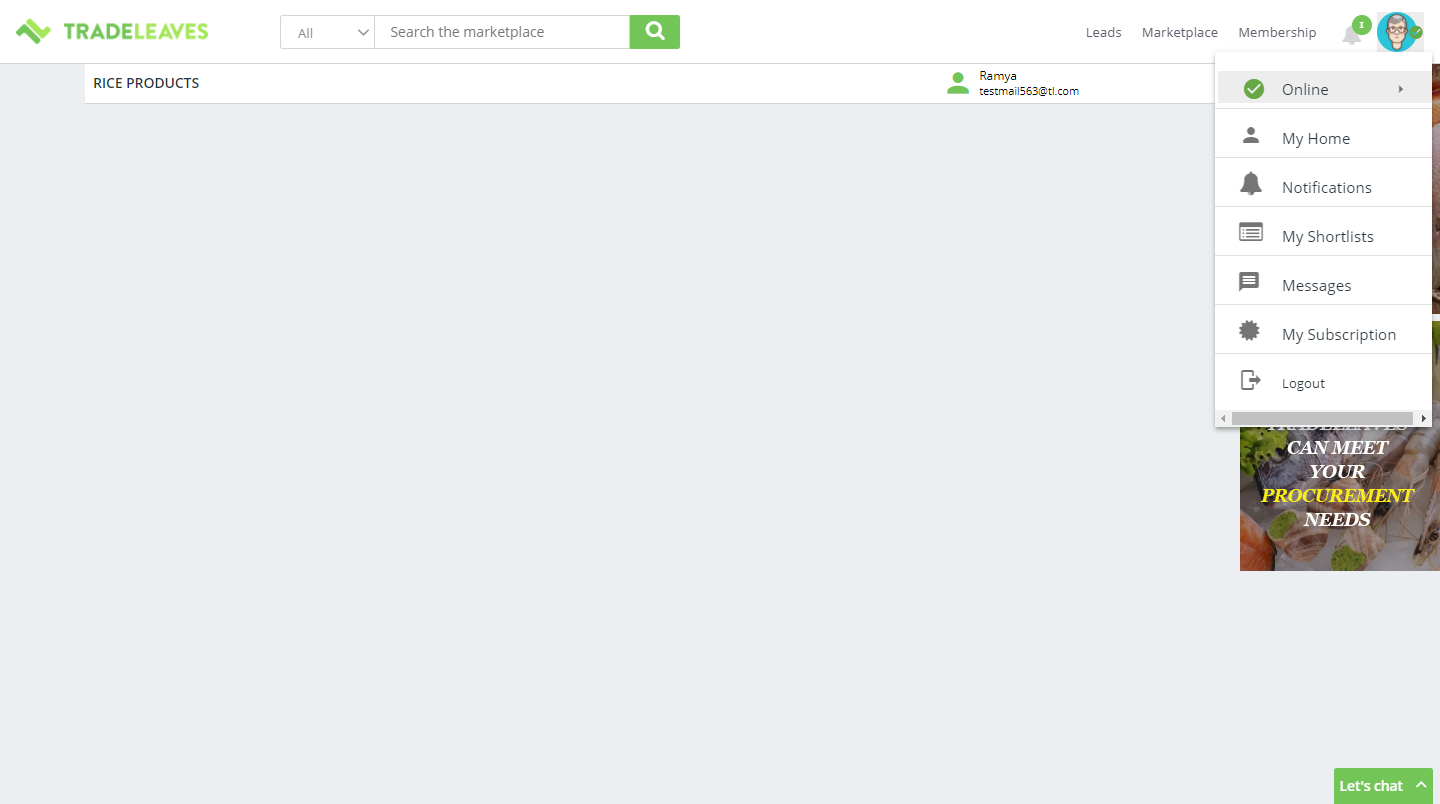 TRADELEAVES
All
Search the marketplace
Leads
Marketplace
Membership
1
RICE PRODUCTS
Ramya
testmail563@tl.com
Online
My Home
Notifications
My Shortlists
Messages
My Subscription
Logout
TRADELEAVES
CAN MEET
YOUR
PROCUREMENT
NEEDS
Let's chat